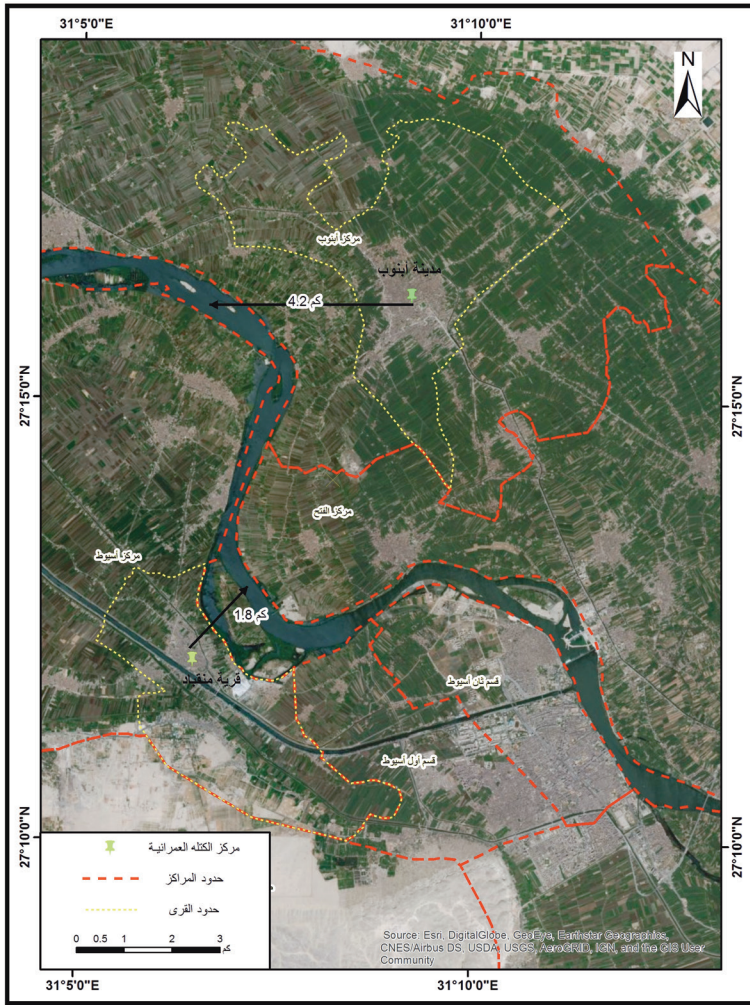 31°5'0"E
31°10'0"E
N
مركز أبنوب
مدينة أبنوب
4.2 كم
27°15'0"N
27°15'0"N
مركز الفتح
مركز أسيوط
1.8 كم
قرية منقباد
قسم ثان أسيوط
قسم أول أسيوط
27°10'0"N
27°10'0"N
مركز الكتله العمرانية
حدود المراكز
حدود القرى
0 0.5 1 2 3
كم
Source: Esri, DigitalGlobe, GeoEye, Earthstar Geographics,
CNES/Airbus DS, USDA, USGS, AeroGRID, IGN, and the GIS User
Community
31°5'0"E
31°10'0"E